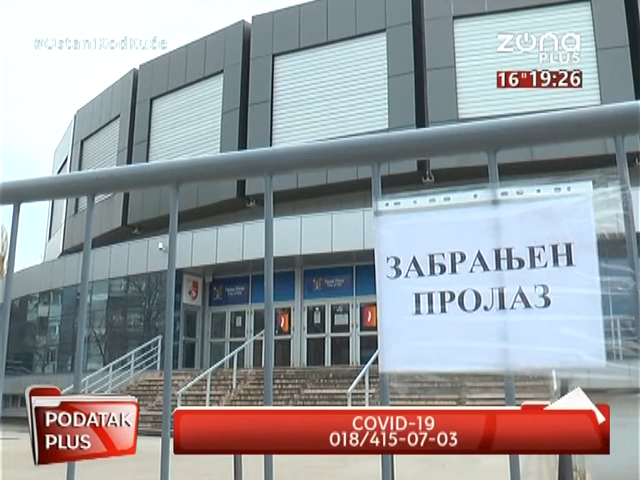 #OstaniKodKuće
zona
PLUS
16° 19:26
ЗАБРАЊЕН
ПРОЛАЗ
PODATAK
PLUS
COVID-19
018/415-07-03